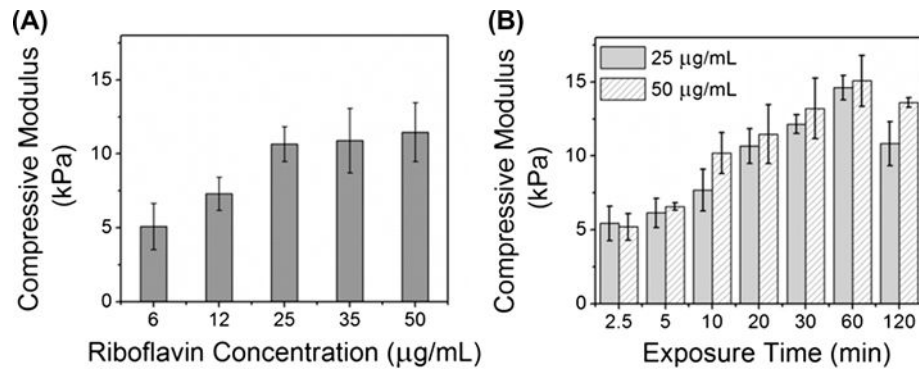 (A)
Compressive Modulus
(kPa)
15
10
5
0
6 12 25 35 50
Riboflavin Concentration (μg/mL)
(B)
Compressive Modulus
(kPa)
15
10
5
0
25 μg/mL
50 μg/mL
2.5 5 10 20 30 60 120
Exposure Time (min)